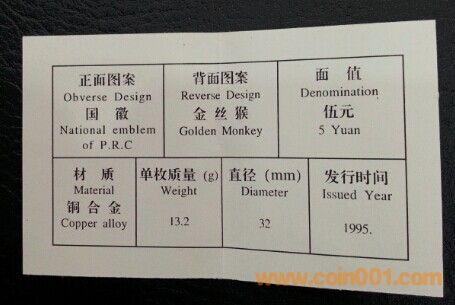 正面图案
Obverse Design
国 徽
National emblem
of P.R.C
背面图案
Reverse Design
金丝猴
Golden Monkey
面 值
Denomination
伍元
5 Yuan
材 质
Material
铜合金
Copper alloy
单枚质量 (g)
Weight
13.2
直径 (mm)
Diameter
32
发行时间
Issued Year
1995.
www.coin001.com